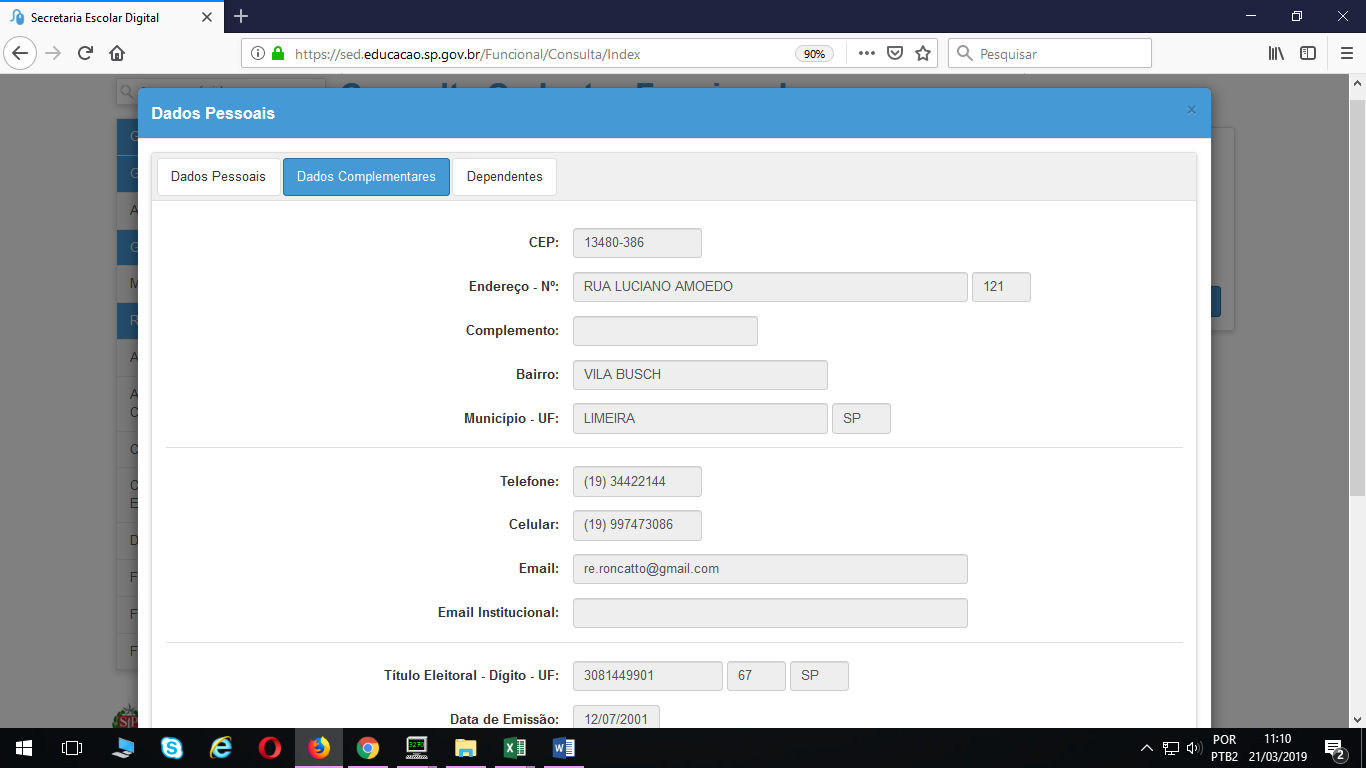 Secretaria Escolar Digital
https://sed.educacao.sp.gov.br/Funcional/Consulta/Index
90%
Pesquisar
Dados Pessoais
Dados Pessoais
Dados Complementares
Dependentes
CEP: 13480-386
Endereço - Nº: RUA LUCIANO AMOEDO 121
Complemento:
Bairro: VILA BUSCH
Município - UF: LIMEIRA SP
Telefone: (19) 34422144
Celular: (19) 997473086
Email: re.roncatto@gmail.com
Email Institucional:
Título Eleitoral - Dígito - UF: 3081449901 67 SP
Data de Emissão: 12/07/2001
POR 11:10
PTB2 21/03/2019 2